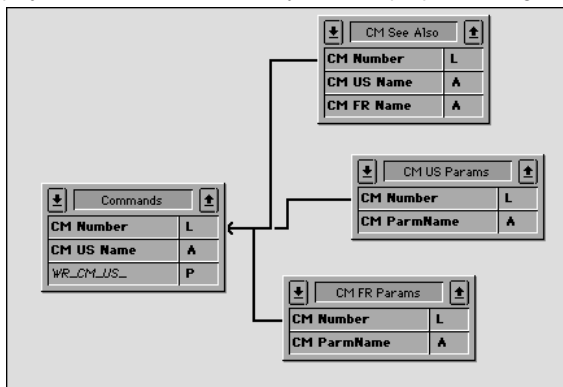 CM See Also
CM Number L
CM US Name A
CM FR Name A
CM US Params
CM Number L
CM ParmName A
Commands
CM Number L
CM US Name A
WR_CM_US_ P
CM FR Params
CM Number L
CM ParmName A